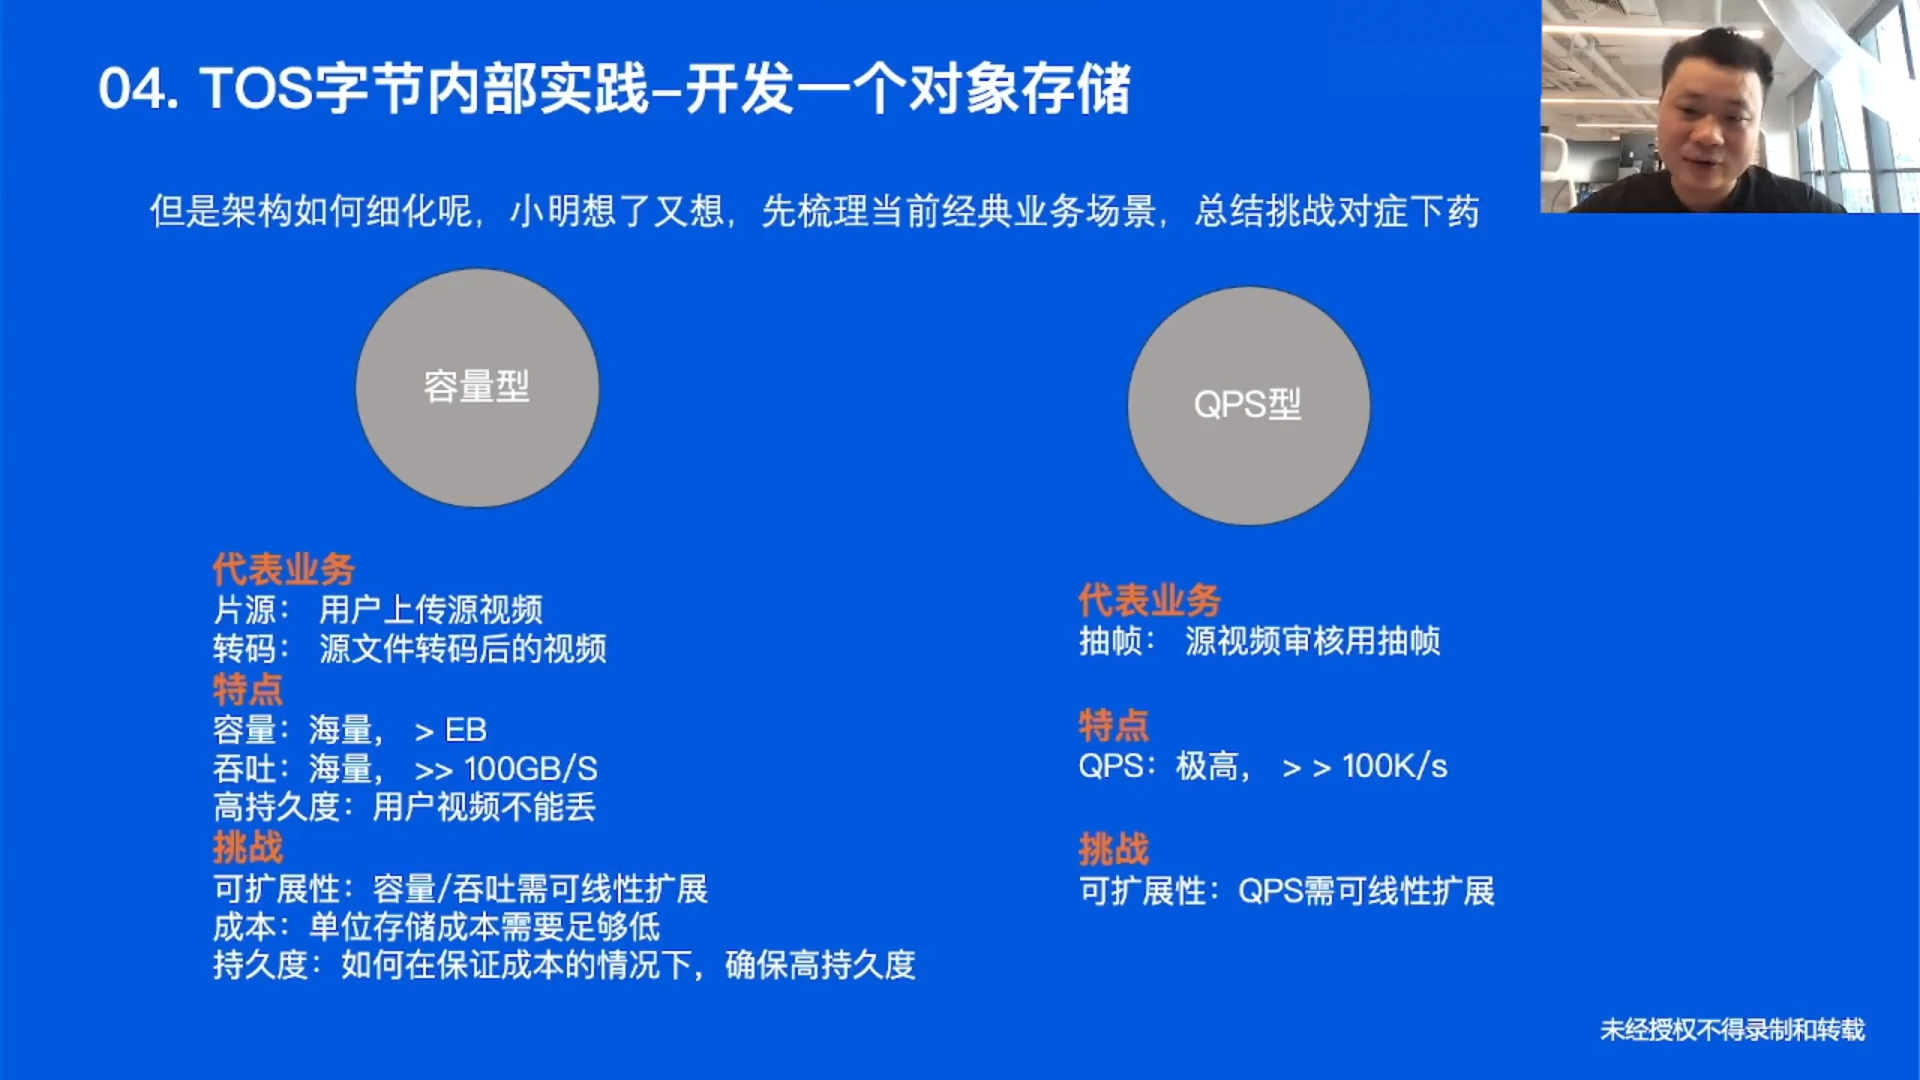 04. TOS字节内部实践-开发一个对象存储
但是架构如何细化呢，小明想了又想，先梳理当前经典业务场景，总结挑战对症下药
容量型
代表业务
片源： 用户上传源视频
转码： 源文件转码后的视频
特点
容量：海量， > EB
吞吐：海量， >> 100GB/S
高持久度：用户视频不能丢
挑战
可扩展性：容量/吞吐需可线性扩展
成本：单位存储成本需要足够低
持久度：如何在保证成本的情况下，确保高持久度
QPS型
代表业务
抽帧： 源视频审核用抽帧
特点
QPS：极高， > > 100K/s
挑战
可扩展性：QPS需可线性扩展
未经授权不得录制和转载